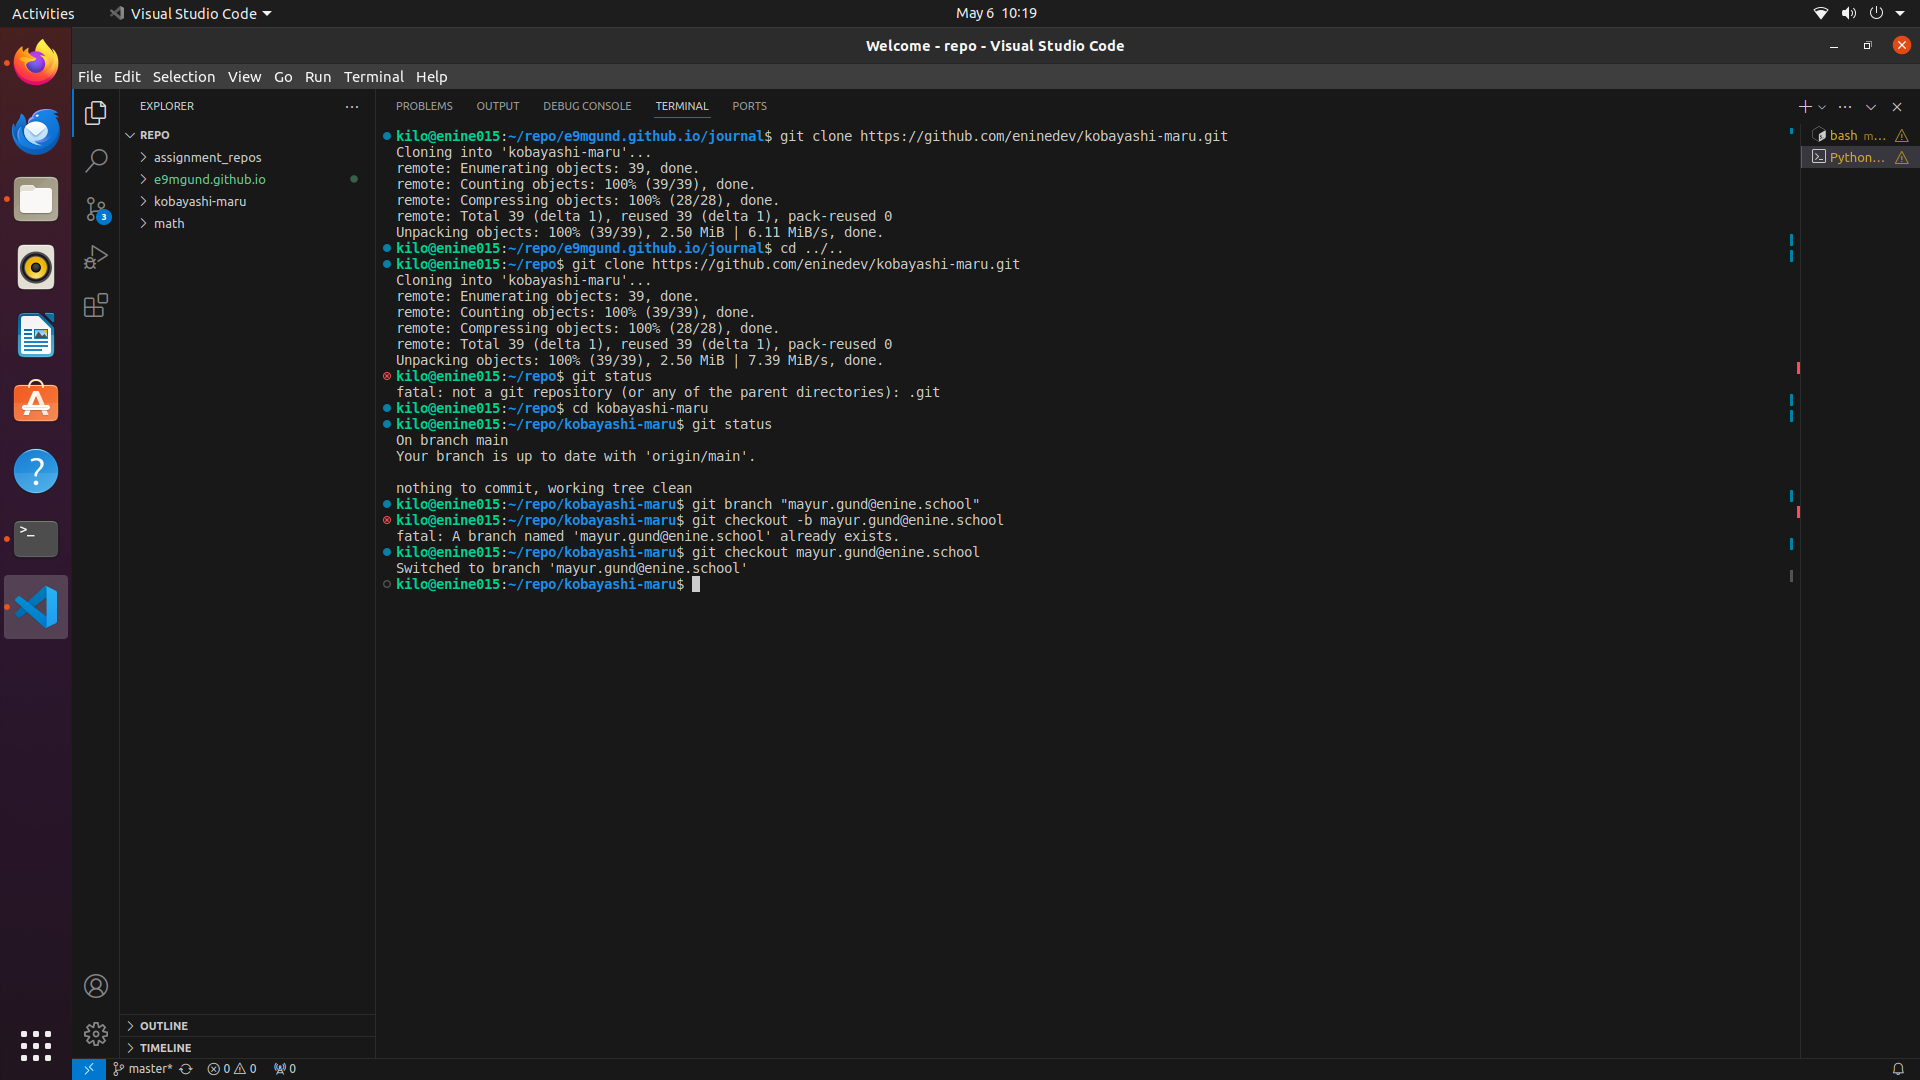 Activities
Visual Studio Code
May 6 10:19
Welcome - repo - Visual Studio Code
File Edit Selection View Go Run Terminal Help
EXPLORER
REPO
assignment_repos
e9mgund.github.io
kobayashi-maru
math
3
OUTLINE
TIMELINE
PROBLEMS OUTPUT DEBUG CONSOLE TERMINAL PORTS
kilo@enine015:~/repo/e9mgund.github.io/journal$ git clone https://github.com/eninedev/kobayashi-maru.git
Cloning into 'kobayashi-maru'...
remote: Enumerating objects: 39, done.
remote: Counting objects: 100% (39/39), done.
remote: Compressing objects: 100% (28/28), done.
remote: Total 39 (delta 1), reused 39 (delta 1), pack-reused 0
Unpacking objects: 100% (39/39), 2.50 MiB | 6.11 MiB/s, done.
kilo@enine015:~/repo/e9mgund.github.io/journal$ cd ../..
kilo@enine015:~/repo$ git clone https://github.com/eninedev/kobayashi-maru.git
Cloning into 'kobayashi-maru'...
remote: Enumerating objects: 39, done.
remote: Counting objects: 100% (39/39), done.
remote: Compressing objects: 100% (28/28), done.
remote: Total 39 (delta 1), reused 39 (delta 1), pack-reused 0
Unpacking objects: 100% (39/39), 2.50 MiB | 7.39 MiB/s, done.
kilo@enine015:~/repo$ git status
fatal: not a git repository (or any of the parent directories): .git
kilo@enine015:~/repo$ cd kobayashi-maru
kilo@enine015:~/repo/kobayashi-maru$ git status
On branch main
Your branch is up to date with 'origin/main'.
nothing to commit, working tree clean
kilo@enine015:~/repo/kobayashi-maru$ git branch "mayur.gund@enine.school"
kilo@enine015:~/repo/kobayashi-maru$ git checkout -b mayur.gund@enine.school
fatal: A branch named 'mayur.gund@enine.school' already exists.
kilo@enine015:~/repo/kobayashi-maru$ git checkout mayur.gund@enine.school
Switched to branch 'mayur.gund@enine.school'
kilo@enine015:~/repo/kobayashi-maru$
bash m...
Python...
master* 0 0 0